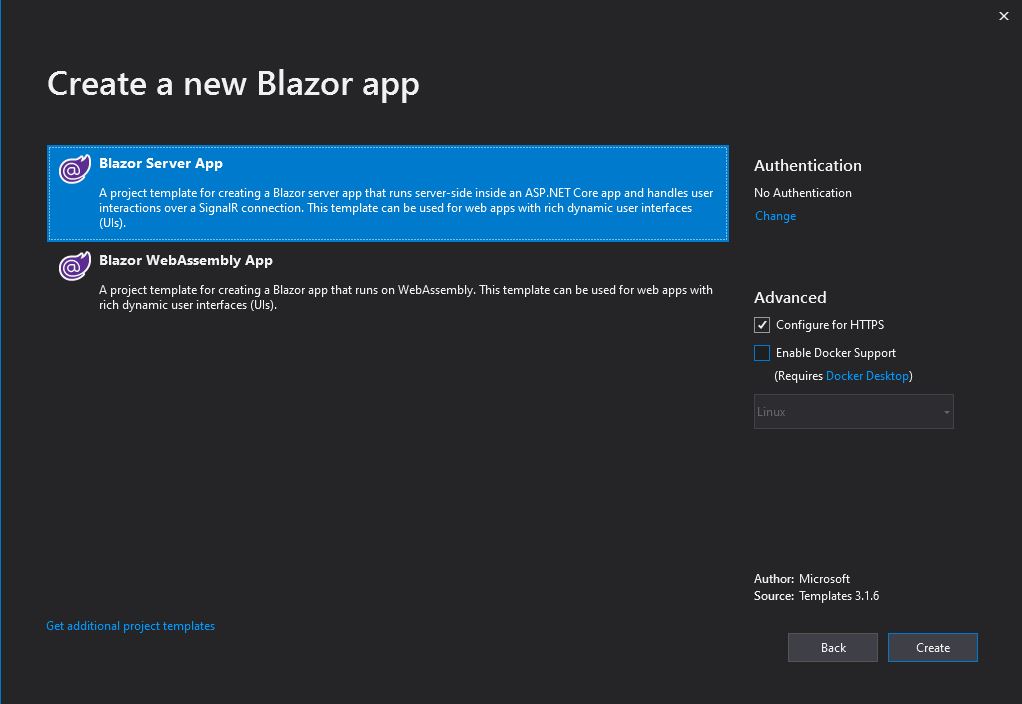 Create a new Blazor app
Blazor Server App
A project template for creating a Blazor server app that runs server-side inside an ASP.NET Core app and handles user
interactions over a SignalR connection. This template can be used for web apps with rich dynamic user interfaces
(UIs).
Blazor WebAssembly App
A project template for creating a Blazor app that runs on WebAssembly. This template can be used for web apps with
rich dynamic user interfaces (UIs).
Get additional project templates
Authentication
No Authentication
Change
Advanced
Configure for HTTPS
Enable Docker Support
(Requires Docker Desktop)
Linux
Author: Microsoft
Source: Templates 3.1.6
Back
Create